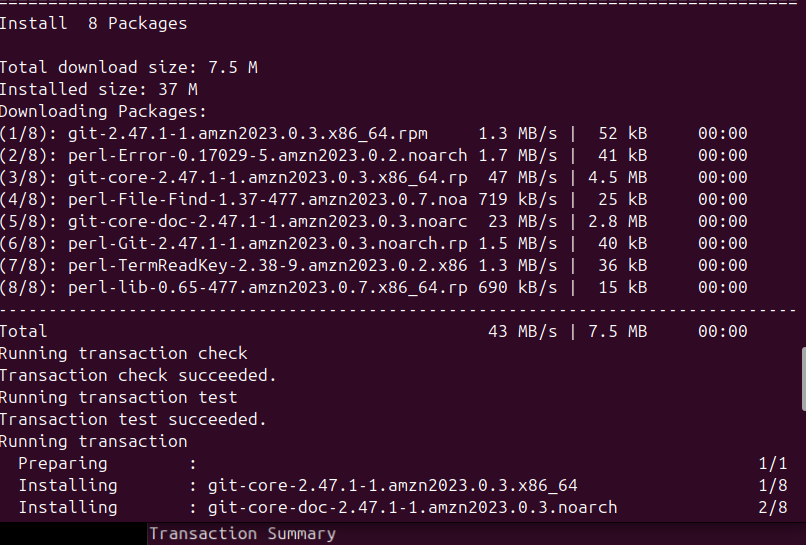 ================================================================================
Install  8 Packages
Total download size: 7.5 M
Installed size: 37 M
Downloading Packages:
(1/8): git-2.47.1-1.amzn2023.0.3.x86_64.rpm     1.3 MB/s |  52 kB     00:00
(2/8): perl-Error-0.17029-5.amzn2023.0.2.noarch 1.7 MB/s |  41 kB     00:00
(3/8): git-core-2.47.1-1.amzn2023.0.3.x86_64.rp  47 MB/s | 4.5 MB     00:00
(4/8): perl-File-Find-1.37-477.amzn2023.0.7.noa 719 kB/s |  25 kB     00:00
(5/8): git-core-doc-2.47.1-1.amzn2023.0.3.noarc  23 MB/s | 2.8 MB     00:00
(6/8): perl-Git-2.47.1-1.amzn2023.0.3.noarch.rp 1.5 MB/s |  40 kB     00:00
(7/8): perl-TermReadKey-2.38-9.amzn2023.0.2.x86 1.3 MB/s |  36 kB     00:00
(8/8): perl-lib-0.65-477.amzn2023.0.7.x86_64.rp 690 kB/s |  15 kB     00:00
--------------------------------------------------------------------------------
Total                                            43 MB/s | 7.5 MB     00:00
Running transaction check
Transaction check succeeded.
Running transaction test
Transaction test succeeded.
Running transaction
  Preparing        :                                                        1/1
  Installing       : git-core-2.47.1-1.amzn2023.0.3.x86_64                  1/8
  Installing       : git-core-doc-2.47.1-1.amzn2023.0.3.noarch              2/8
Transaction Summary